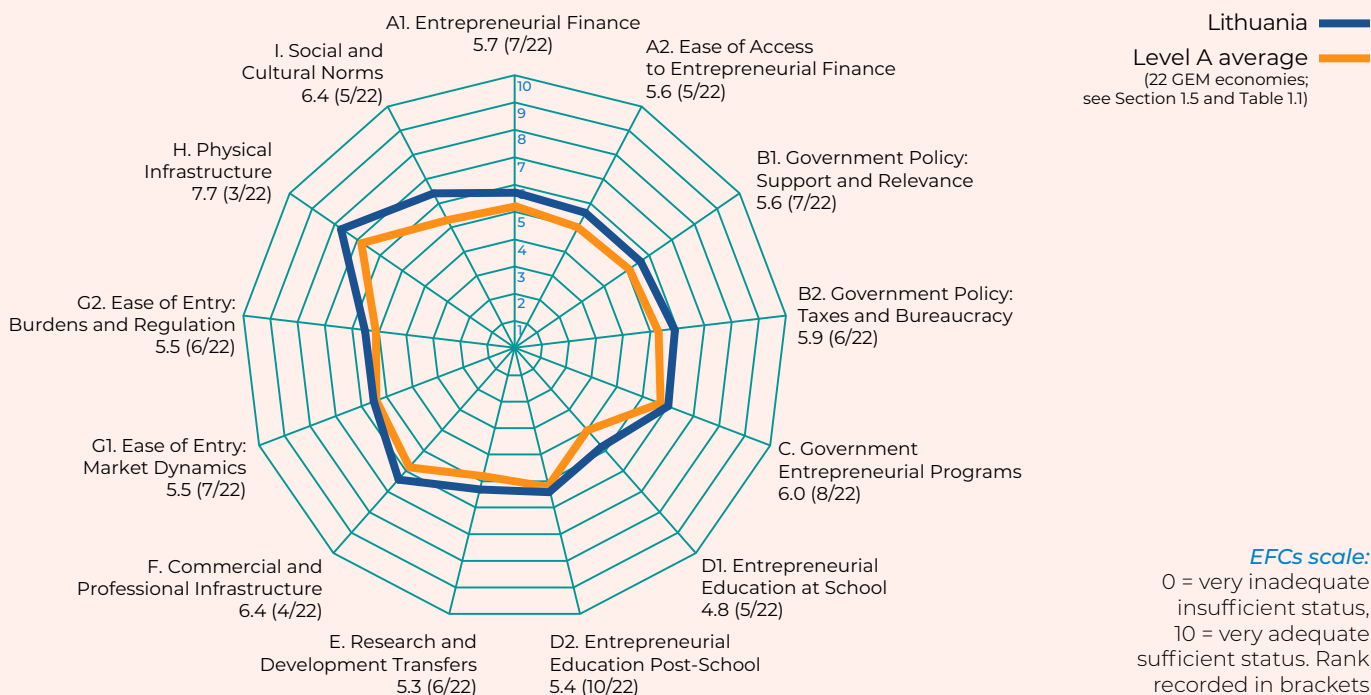 A1. Entrepreneurial Finance
5.7 (7/22)
A2. Ease of Access
to Entrepreneurial Finance
5.6 (5/22)
B1. Government Policy:
Support and Relevance
5.6 (7/22)
B2. Government Policy:
Taxes and Bureaucracy
5.9 (6/22)
C. Government
Entrepreneurial Programs
6.0 (8/22)
D1. Entrepreneurial
Education at School
4.8 (5/22)
D2. Entrepreneurial
Education Post-School
5.4 (10/22)
E. Research and
Development Transfers
5.3 (6/22)
F. Commercial and
Professional Infrastructure
6.4 (4/22)
G1. Ease of Entry:
Market Dynamics
5.5 (7/22)
G2. Ease of Entry:
Burdens and Regulation
5.5 (6/22)
H. Physical
Infrastructure
7.7 (3/22)
I. Social and
Cultural Norms
6.4 (5/22)
10
9
8
7
5
4
3
2
1
Lithuania
Level A average
(22 GEM economies;
see Section 1.5 and Table 1.1)
EFCs scale:
0 = very inadequate
insufficient status,
10 = very adequate
sufficient status. Rank
recorded in brackets